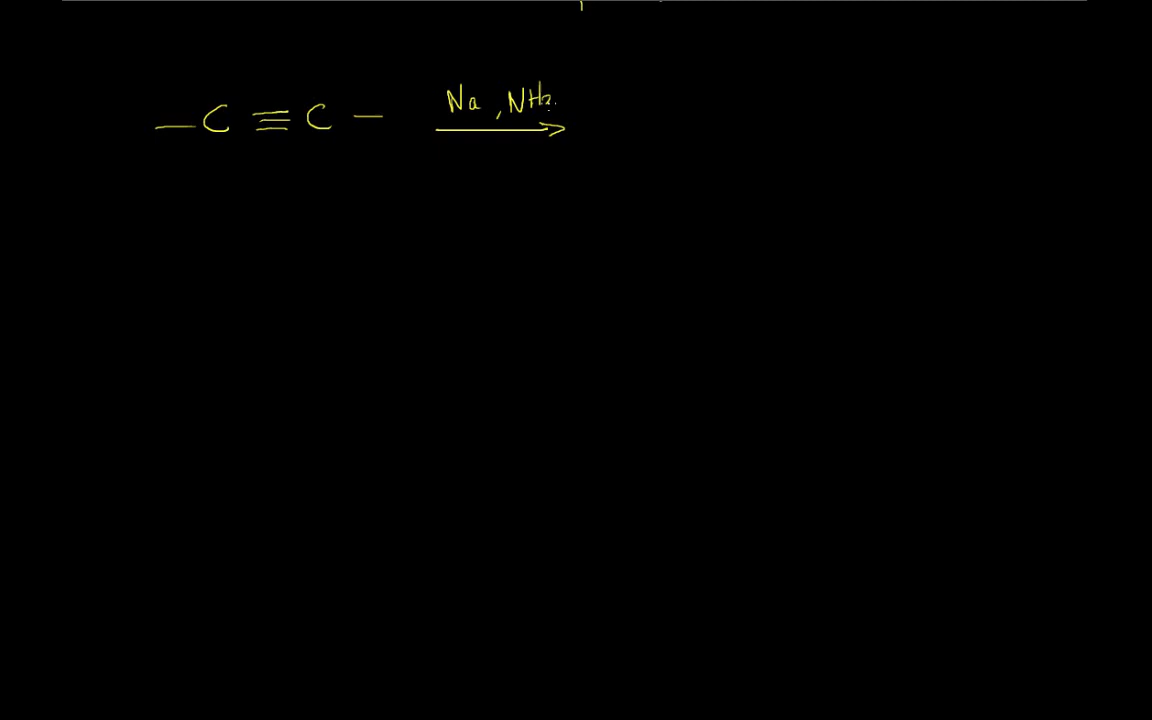 —C≡C— Na, NH₃